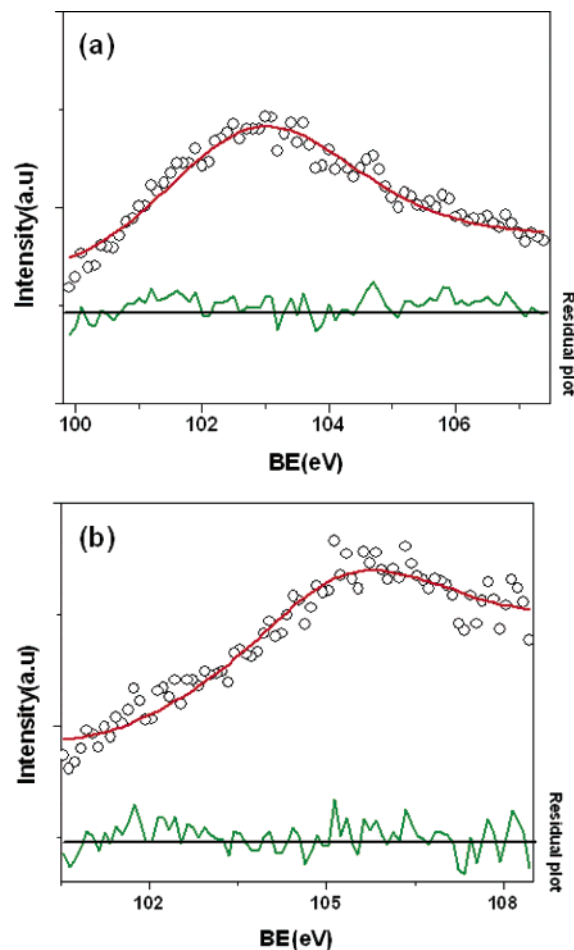 (a)
Intensity(a.u)
Residual plot
100 102 104 106
BE(eV)
(b)
Intensity(a.u)
Residual plot
102 105 108
BE(eV)